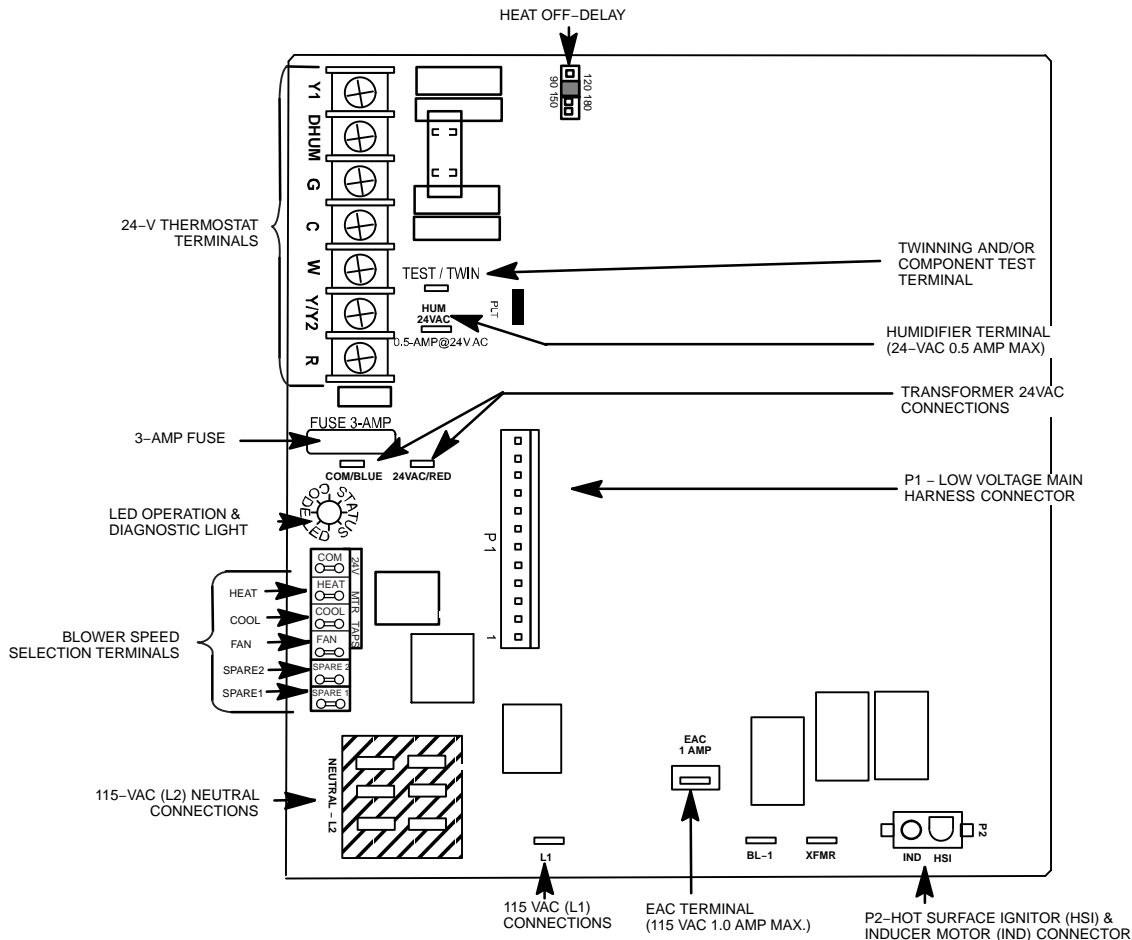 HEAT OFF–DELAY
120 180
90 150
Y1
DHUM
G
C
W
Y/Y2
R
24–V THERMOSTAT
TERMINALS
TEST / TWIN
HUM
24VAC
0.5-AMP@24VAC
PLT
TWINNING AND/OR
COMPONENT TEST
TERMINAL
HUMIDIFIER TERMINAL
(24–VAC 0.5 AMP MAX)
TRANSFORMER 24VAC
CONNECTIONS
FUSE 3-AMP
3–AMP FUSE
COM/BLUE
24VAC/RED
P1 – LOW VOLTAGE MAIN
HARNESS CONNECTOR
STATUS
CODE LED
LED OPERATION &
DIAGNOSTIC LIGHT
P 1
1
COM
HEAT
COOL
FAN
SPARE 2
SPARE 1
24V
MTR TAPS
HEAT
COOL
FAN
SPARE2
SPARE1
BLOWER SPEED
SELECTION TERMINALS
NEUTRAL – L2
115–VAC (L2) NEUTRAL
CONNECTIONS
EAC
1 AMP
L1
BL–1
XFMR
IND
HSI
P2
115 VAC (L1)
CONNECTIONS
EAC TERMINAL
(115 VAC 1.0 AMP MAX.)
P2–HOT SURFACE IGNITOR (HSI) &
INDUCER MOTOR (IND) CONNECTOR